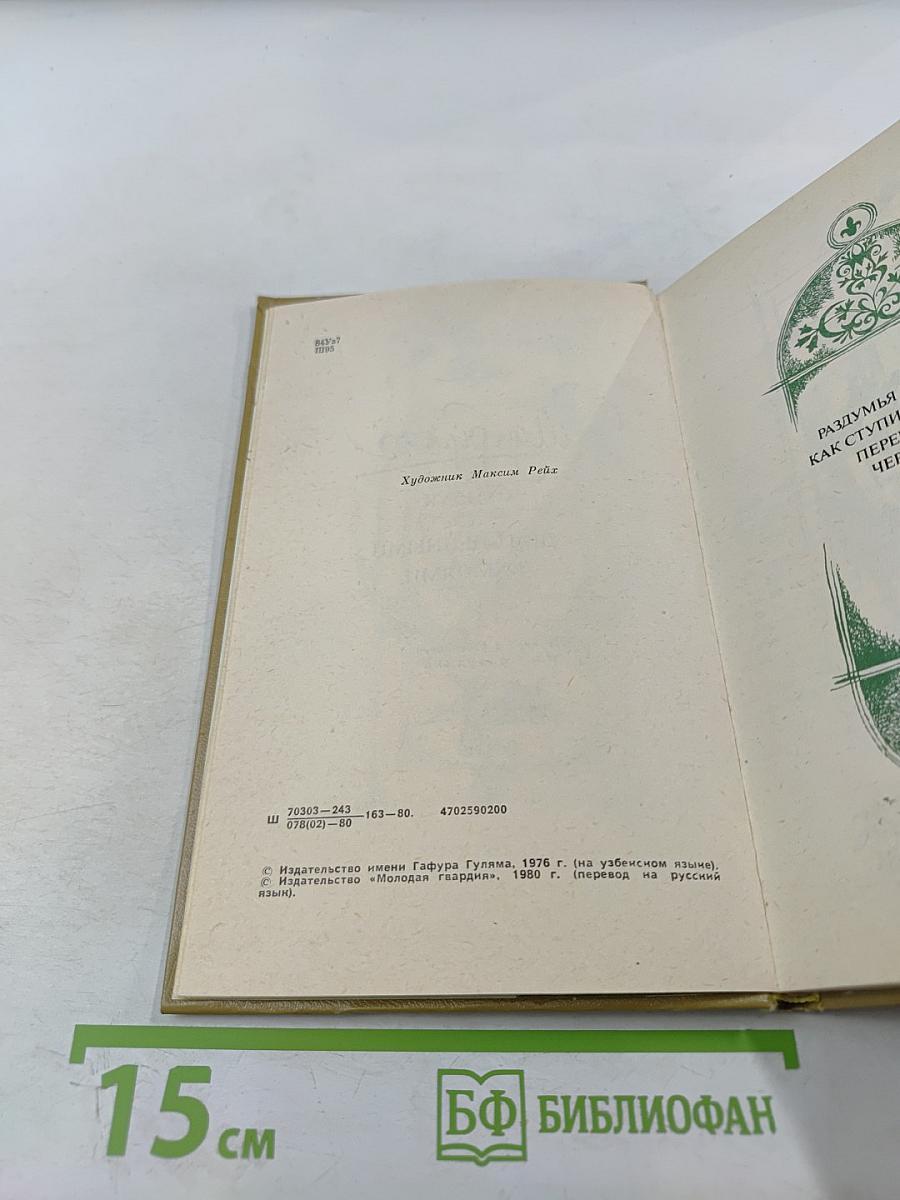 84Уз7
Ш95
Художник Максим Рейх
Ш 70303—243
078(02)—80
—163—80. 4702590200
© Издательство имени Гафура Гуляма, 1976 г. (на узбекском языке).
© Издательство «Молодая гвардия», 1980 г. (перевод на русский
язык).
РАЗДУМЬЯ
КАК СТУПИ
ПЕРЕ
ЧЕР
15 см
БФ БИБЛИОФАН